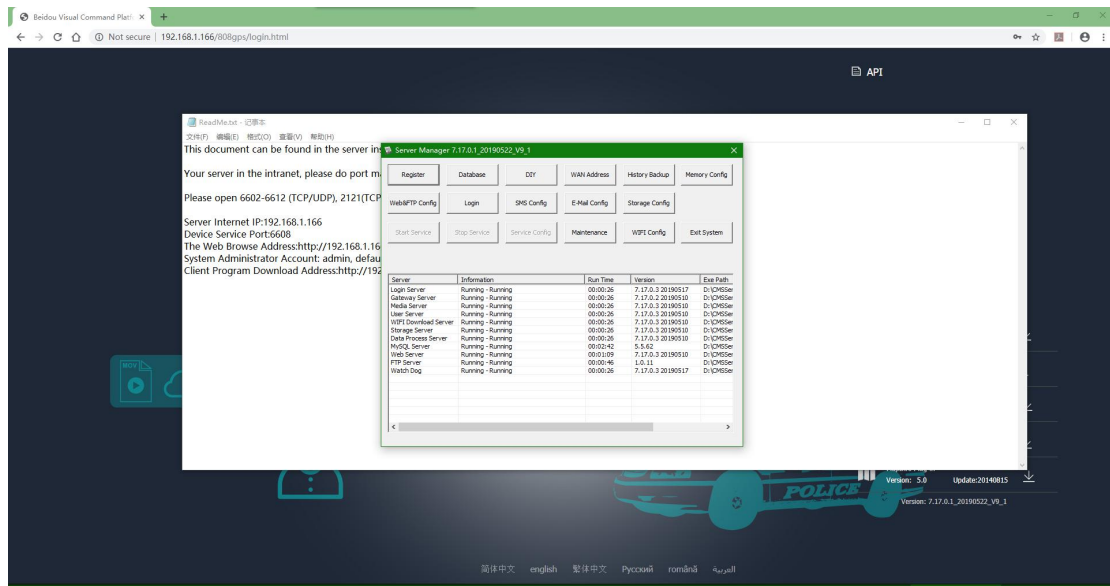 Beidou Visual Command Platf
Not secure | 192.168.1.166/808gps/login.html
API
ReadMe.txt - 记事本
文件(F) 编辑(E) 格式(O) 查看(V) 帮助(H)
This document can be found in the server ins
Your server in the intranet, please do port m
Please open 6602-6612 (TCP/UDP), 2121(TCP
Server Internet IP:192.168.1.166
Device Service Port:6608
The Web Browse Address:http://192.168.1.16
System Administrator Account: admin, defau
Client Program Download Address:http://192
Server Manager 7.17.0.1_20190522_V9_1
Register Database DIY WAN Address History Backup Memory Config
Web&FTP Config Login SMS Config E-Mail Config Storage Config
Start Service Stop Service Service Config Maintenance WIFI Config Exit System
Server Information Run Time Version Exe Path
Login Server Running - Running 00:00:26 7.17.0.3 20190517 D:\CMSSer
Gateway Server Running - Running 00:00:26 7.17.0.2 20190510 D:\CMSSer
Media Server Running - Running 00:00:26 7.17.0.3 20190510 D:\CMSSer
User Server Running - Running 00:00:26 7.17.0.3 20190510 D:\CMSSer
WIFI Download Server Running - Running 00:00:26 7.17.0.3 20190510 D:\CMSSer
Storage Server Running - Running 00:00:26 7.17.0.3 20190510 D:\CMSSer
Data Process Server Running - Running 00:00:26 7.17.0.3 20190510 D:\CMSSer
MySQL Server Running - Running 00:02:42 5.5.62 D:\CMSSer
Web Server Running - Running 00:01:09 7.17.0.3 20190510 D:\CMSSer
FTP Server Running - Running 00:00:46 1.0.11 D:\CMSSer
Watch Dog Running - Running 00:00:26 7.17.0.3 20190517 D:\CMSSer
MOV
POLICE
Version: 5.0 Update:20140815
Version: 7.17.0.1_20190522_V9_1
简体中文 english 繁体中文 Русский română العربية